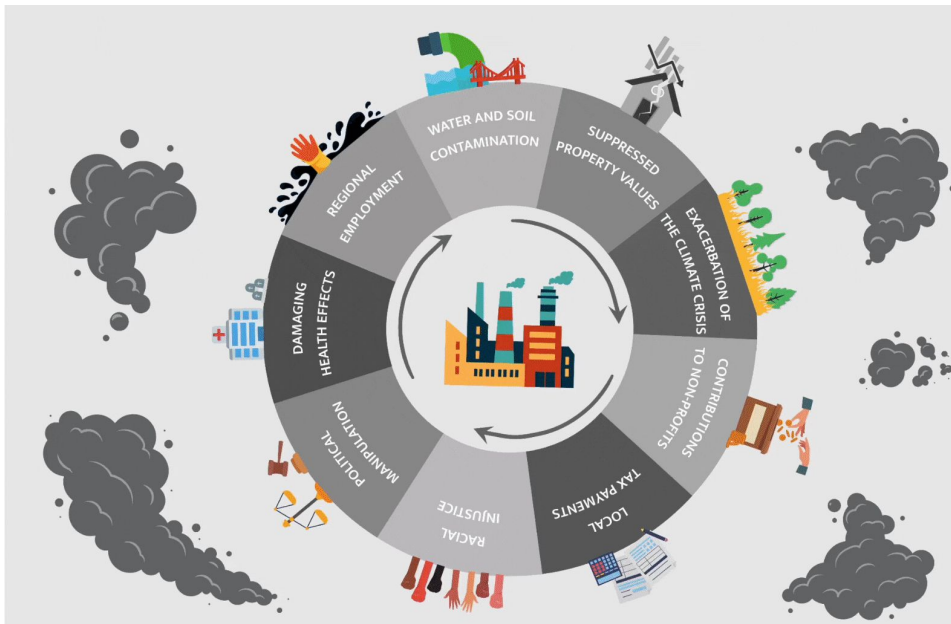 WATER AND SOIL
CONTAMINATION
SUPPRESSED
PROPERTY VALUES
EXACERBATION OF
THE CLIMATE CRISIS
CONTRIBUTIONS
TO NON-PROFITS
LOCAL
TAX PAYMENTS
RACIAL
INJUSTICE
POLITICAL
MANIPULATION
DAMAGING
HEALTH EFFECTS
REGIONAL
EMPLOYMENT